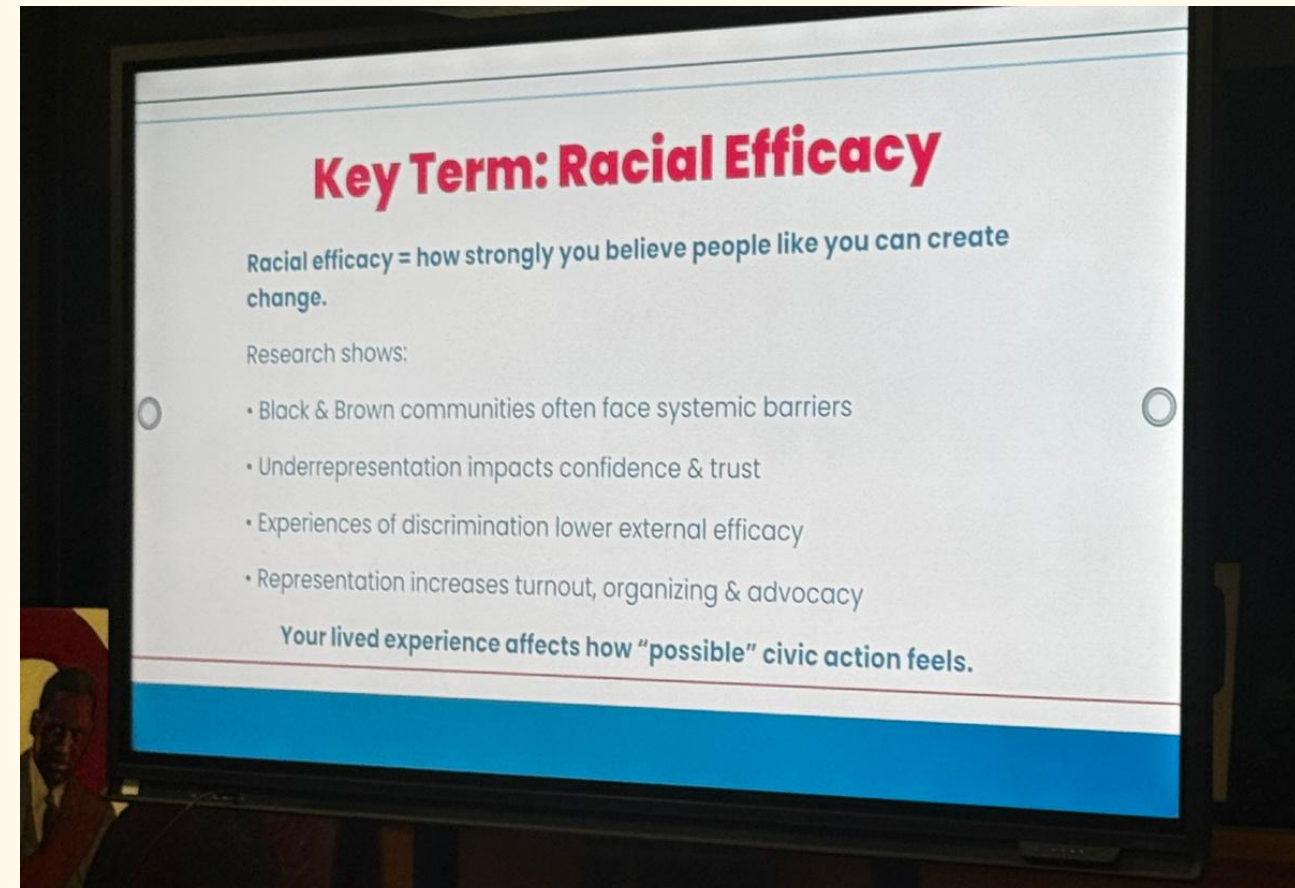 Key Term: Racial Efficacy
Racial efficacy = how strongly you believe people like you can create
change.
Research shows:
• Black & Brown communities often face systemic barriers
• Underrepresentation impacts confidence & trust
• Experiences of discrimination lower external efficacy
• Representation increases turnout, organizing & advocacy
Your lived experience affects how “possible” civic action feels.